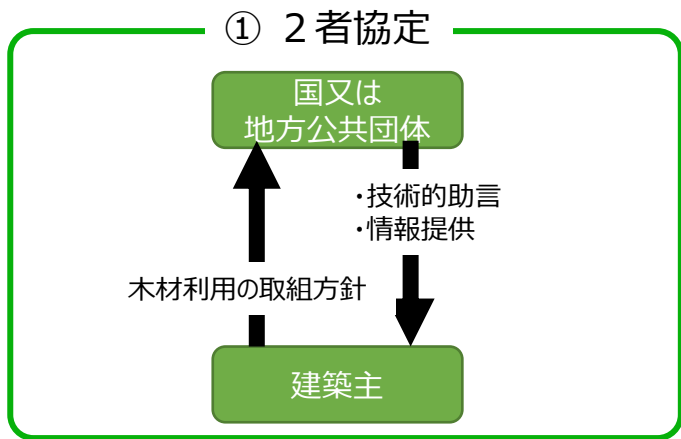 ① ２者協定
国又は
地方公共団体
・技術的助言
・情報提供
木材利用の取組方針
建築主